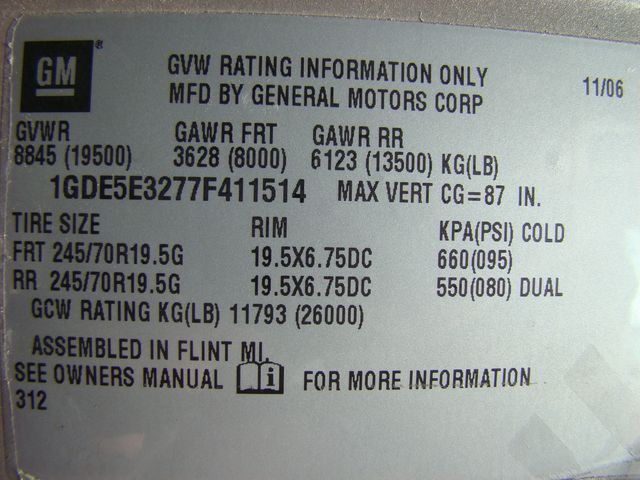 GM® GVW RATING INFORMATION ONLY 11/06
MFD BY GENERAL MOTORS CORP
GVWR GAWR FRT GAWR RR
8845 (19500) 3628 (8000) 6123 (13500) KG(LB)
1GDE5E3277F411514 MAX VERT CG=87 IN.
TIRE SIZE RIM KPA(PSI) COLD
FRT 245/70R19.5G 19.5X6.75DC 660(095)
RR 245/70R19.5G 19.5X6.75DC 550(080) DUAL
GCW RATING KG(LB) 11793 (26000)
ASSEMBLED IN FLINT MI.
SEE OWNERS MANUAL i FOR MORE INFORMATION
312